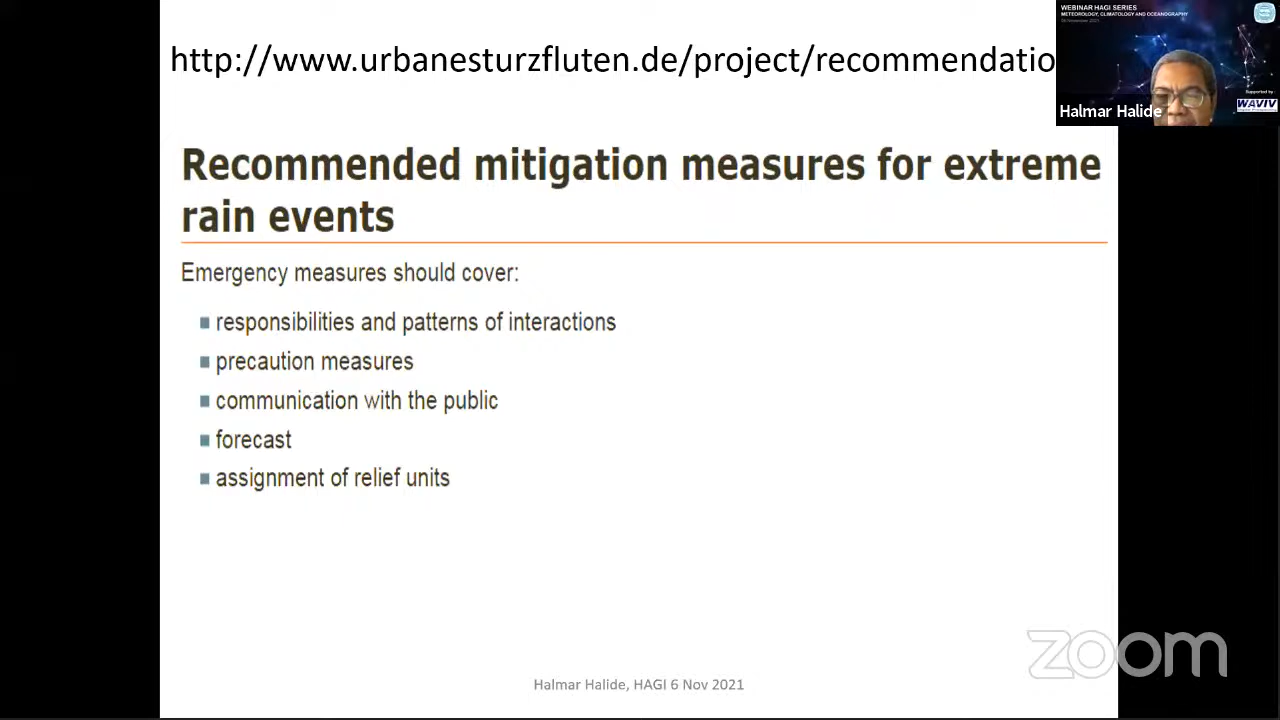 http://www.urbanesturzfluten.de/project/recommendatio
WEBINAR HAGI SERIES
METEOROLOGY, CLIMATOLOGY AND OCEANOGRAPHY
Supported by :
WAVIV
Halmar Halide
Recommended mitigation measures for extreme
rain events
Emergency measures should cover:
responsibilities and patterns of interactions
precaution measures
communication with the public
forecast
assignment of relief units
zoom
Halmar Halide, HAGI 6 Nov 2021